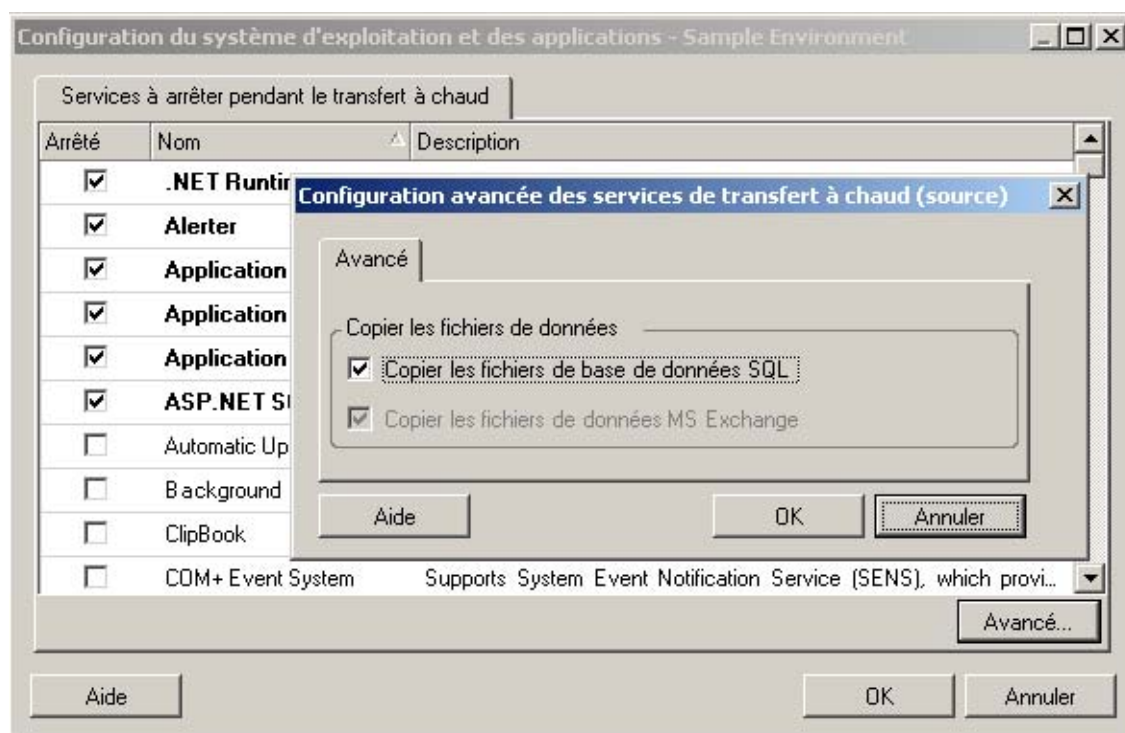 Configuration du système d'exploitation et des applications - Sample Environment
Services à arrêter pendant le transfert à chaud
Arrêté Nom Description
.NET
Alerter
Application
Application
Application
ASP.NET
Automatic
Background
ClipBook
COM+ Event System Supports System Event Notification Service (SENS), which provi...
Configuration avancée des services de transfert à chaud (source)
Avancé
Copier les fichiers de données
Copier les fichiers de base de données SQL
Copier les fichiers de données MS Exchange
Aide OK Annuler
Avancé...
Aide OK Annuler